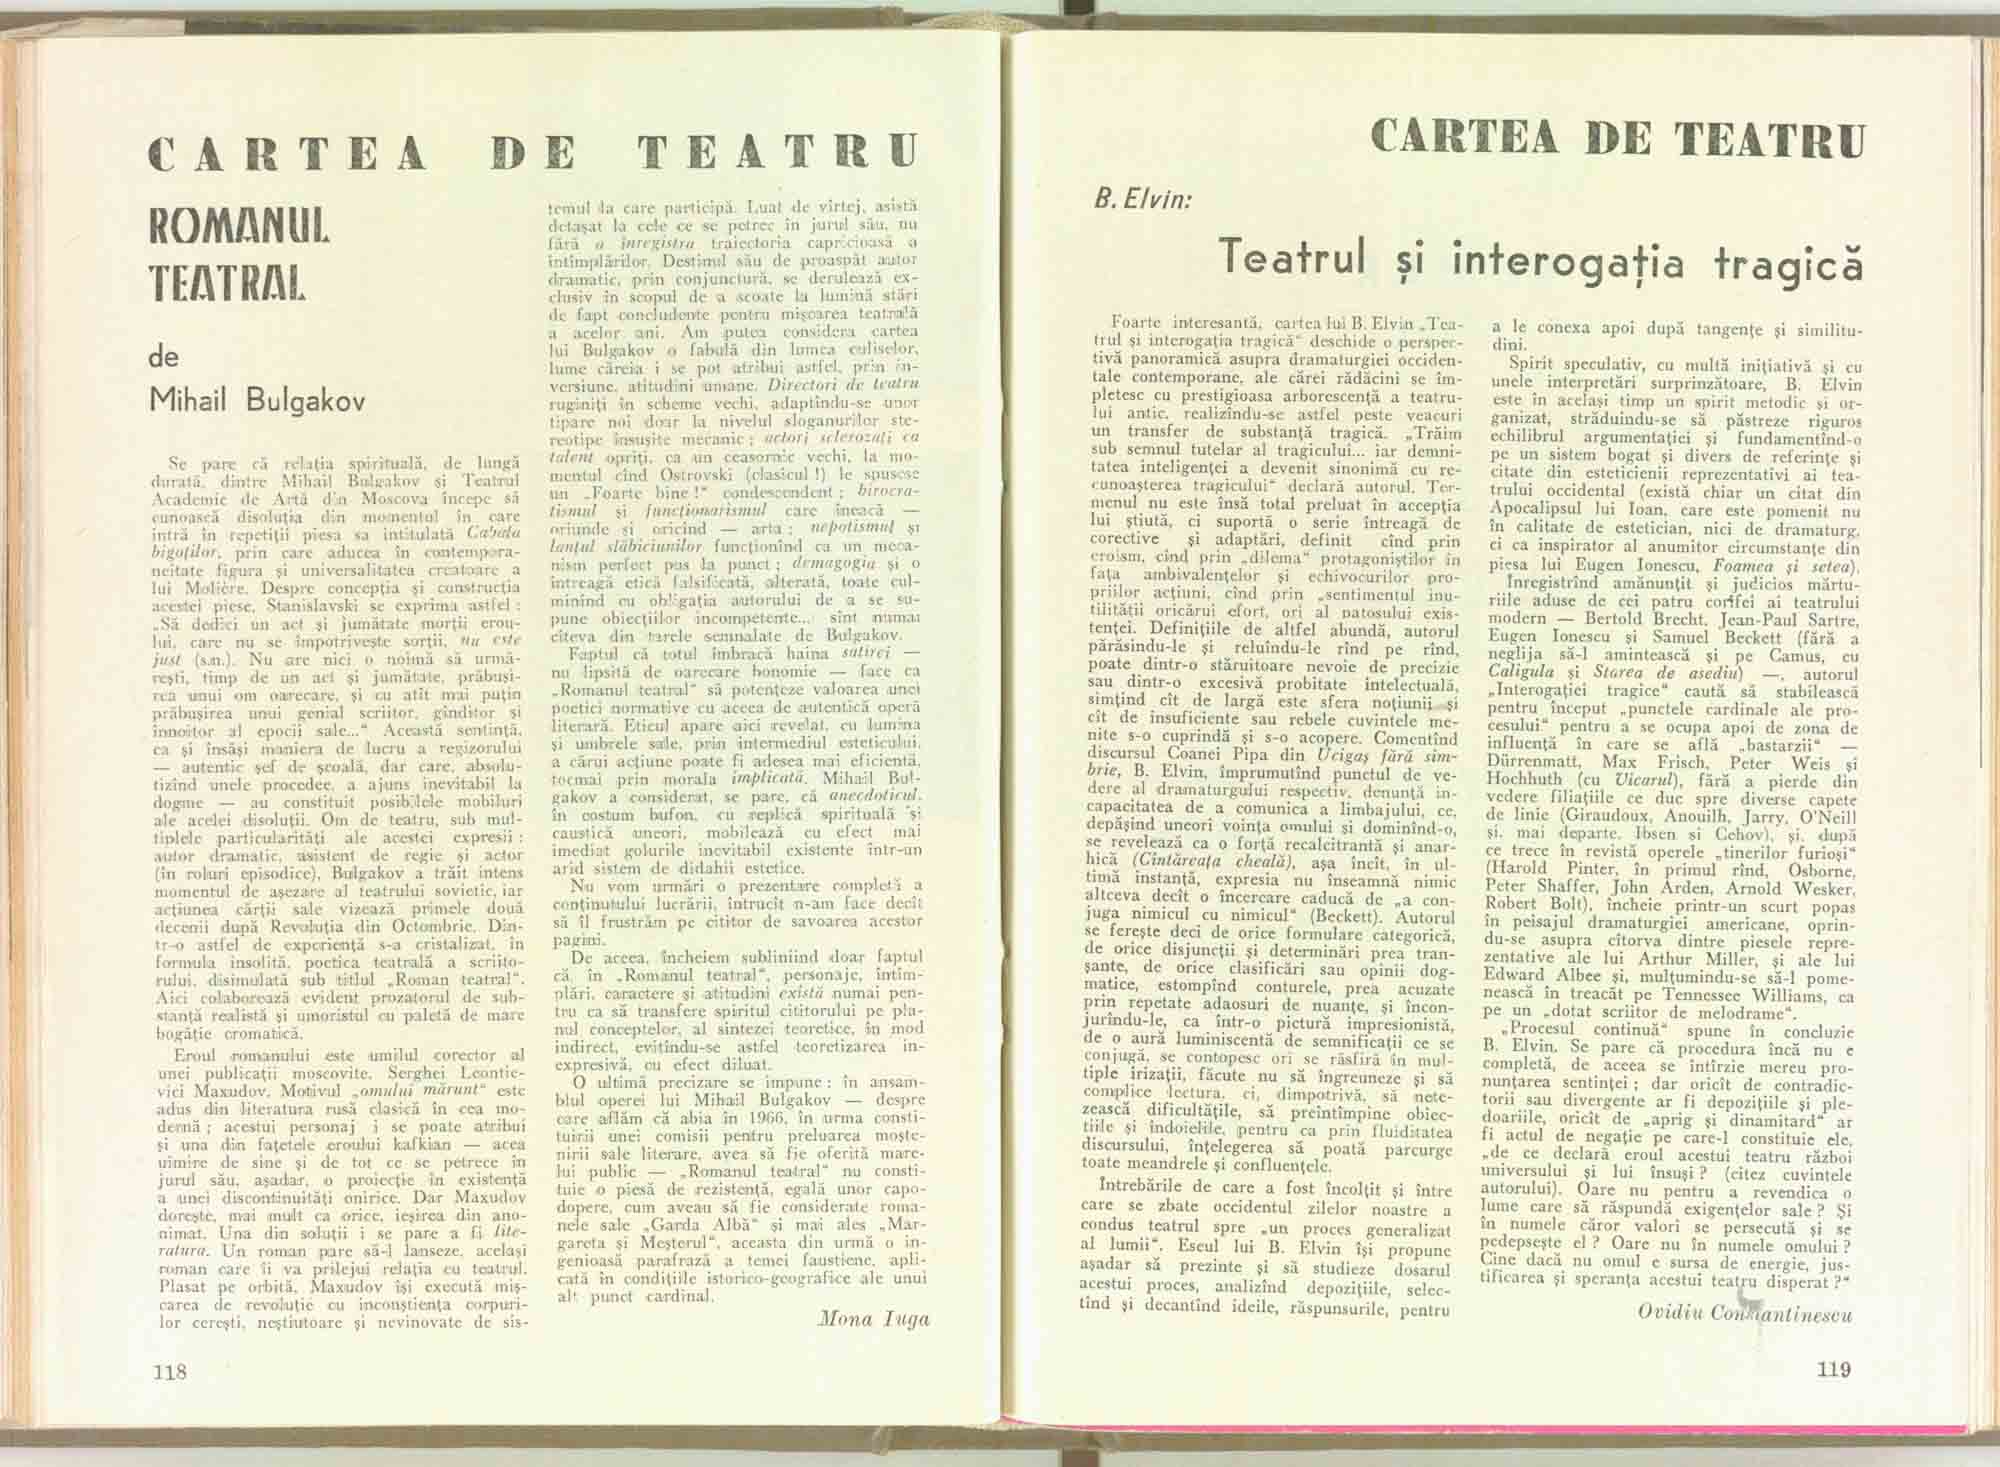 CARTEA DE TEATRU
ROMANUL
TEATRAL
de
Mihail Bulgakov
Se pare că relația spirituală, de lungă
durată, dintre Mihail Bulgakov și Teatrul
Academic de Artă din Moscova începe să
cunoască disoluția din momentul în care
intră în repetiții piesa sa intitulată Cabala
bigoților, prin care aducea în contempora-
neitate figura și universalitatea creatoare a
lui Molière. Despre concepția și construcția
acestei piese, Stanislavski se exprima astfel :
„Să dedici un act și jumătate morții erou-
lui, care nu se împotrivește sorții, nu este
just (s.n.). Nu are nici o noimă să urmă-
rești, timp de un act și jumătate, prăbuși-
rea unui om oarecare, și cu atît mai puțin
prăbușirea unui genial scriitor, gînditor și
înnoitor al epocii sale...“ Această sentință,
ca și însăși maniera de lucru a regizorului
— autentic șef de școală, dar care, absolu-
tizînd unele procedee, a ajuns inevitabil la
dogme — au constituit posibilele mobiluri
ale acelei disoluții. Om de teatru, sub mul-
tiplele particularități ale acestei expresii :
autor dramatic, asistent de regie și actor
(în roluri episodice), Bulgakov a trăit intens
momentul de așezare al teatrului sovietic, iar
acțiunea cărții sale vizează primele două
decenii după Revoluția din Octombrie. Din-
tr-o astfel de experiență s-a cristalizat, în
formula insolită, poetica teatrală a scriito-
rului, disimulată sub titlul „Roman teatral“.
Aici colaborează evident prozatorul de sub-
stanță realistă și umoristul cu paletă de mare
bogăție cromatică.
Eroul romanului este umilul corector al
unei publicații moscovite, Serghei Leontie-
vici Maxudov. Motivul „omului mărunt“ este
adus din literatura rusă clasică în cea mo-
dernă ; acestui personaj i se poate atribui
și una din fațetele eroului kafkian — acea
uimire de sine și de tot ce se petrece în
jurul său, așadar, o proiecție în existență
a unei discontinuități onirice. Dar Maxudov
dorește, mai mult ca orice, ieșirea din ano-
nimat. Una din soluții i se pare a fi lite-
ratura. Un roman pare să-l lanseze, același
roman care îi va prilejui relația cu teatrul.
Plasat pe orbită, Maxudov își execută miș-
carea de revoluție cu inconștiența corpuri-
lor cerești, neștiutoare și nevinovate de sis-
temul la care participă. Luat de vîrtej, asistă
detașat la cele ce se petrec în jurul său, nu
fără a înregistra traiectoria capricioasă a
întîmplărilor. Destinul său de proaspăt autor
dramatic, prin conjunctură, se derulează ex-
clusiv în scopul de a scoate la lumină stări
de fapt concludente pentru mișcarea teatrală
a acelor ani. Am putea considera cartea
lui Bulgakov o fabulă din lumea culiselor,
lume căreia i se pot atribui astfel, prin in-
versiune, atitudini umane. Directori de teatru
ruginiți în scheme vechi, adaptîndu-se unor
tipare noi doar la nivelul sloganurilor ste-
reotipe însușite mecanic ; actori sclerozați ca
talent opriți, ca un ceasornic vechi, la mo-
mentul cînd Ostrovski (clasicul !) le spusese
un „Foarte bine !“ condescendent ; birocra-
tismul și funcționarismul care îneacă —
oriunde și oricînd — arta ; nepotismul și
lanțul slăbiciunilor funcționînd ca un meca-
nism perfect pus la punct ; demagogia și o
întreagă etică falsificată, alterată, toate cul-
minînd cu obligația autorului de a se su-
pune obiecțiilor incompetente... sînt numai
cîteva din tarele semnalate de Bulgakov.
Faptul că totul îmbracă haina satirei —
nu lipsită de oarecare bonomie — face ca
„Romanul teatral“ să potențeze valoarea unei
poetici normative cu aceea de autentică operă
literară. Eticul apare aici revelat, cu lumina
și umbrele sale, prin intermediul esteticului,
a cărui acțiune poate fi adesea mai eficientă,
tocmai prin morala implicată. Mihail Bul-
gakov a considerat, se pare, că anecdoticul,
în costum bufon, cu replică spirituală și
caustică uneori, mobilează cu efect mai
imediat golurile inevitabil existente într-un
arid sistem de didahii estetice.
Nu vom urmări o prezentare completă a
conținutului lucrării, întrucît n-am face decît
să îl frustrăm pe cititor de savoarea acestor
pagini.
De aceea, încheiem subliniind doar faptul
că, în „Romanul teatral“, personaje, întîm-
plări, caractere și atitudini există numai pen-
tru ca să transfere spiritul cititorului pe pla-
nul conceptelor, al sintezei teoretice, în mod
indirect, evitîndu-se astfel teoretizarea in-
expresivă, cu efect diluat.
O ultimă precizare se impune : în ansam-
blul operei lui Mihail Bulgakov — despre
care aflăm că abia în 1966, în urma consti-
tuirii unei comisii pentru preluarea moște-
nirii sale literare, avea să fie oferită mare-
lui public — „Romanul teatral“ nu consti-
tuie o piesă de rezistență, egală unor capo-
dopere, cum aveau să fie considerate roma-
nele sale „Garda Albă“ și mai ales „Mar-
gareta și Meșterul“, aceasta din urmă o in-
genioasă parafrază a temei faustiene, apli-
cată în condițiile istorico-geografice ale unui
alt punct cardinal.
Mona Iuga
118
CARTEA DE TEATRU
B. Elvin:
Teatrul și interogația tragică
Foarte interesantă, cartea lui B. Elvin „Tea-
trul și interogația tragică“ deschide o perspec-
tivă panoramică asupra dramaturgiei occiden-
tale contemporane, ale cărei rădăcini se îm-
pletesc cu prestigioasa arborescență a teatru-
lui antic, realizîndu-se astfel peste veacuri
un transfer de substanță tragică. „Trăim
sub semnul tutelar al tragicului... iar demni-
tatea inteligenței a devenit sinonimă cu re-
cunoașterea tragicului“ declară autorul. Ter-
menul nu este însă total preluat în accepția
lui știută, ci suportă o serie întreagă de
corective și adaptări, definit cînd prin
eroism, cînd prin „dilema“ protagoniștilor în
fața ambivalențelor și echivocurilor pro-
priilor acțiuni, cînd prin „sentimentul inu-
tilității oricărui efort, ori al patosului exis-
tenței. Definițiile de altfel abundă, autorul
părăsindu-le și reluîndu-le rînd pe rînd,
poate dintr-o stăruitoare nevoie de precizie
sau dintr-o excesivă probitate intelectuală,
simțind cît de largă este sfera noțiunii și
cît de insuficiente sau rebele cuvintele me-
nite s-o cuprindă și s-o acopere. Comentînd
discursul Coanei Pipa din Ucigaș fără sim-
brie, B. Elvin, împrumutînd punctul de ve-
dere al dramaturgului respectiv, denunță in-
capacitatea de a comunica a limbajului, ce,
depășind uneori voința omului și dominînd-o,
se revelează ca o forță recalcitrantă și anar-
hică (Cîntăreața cheală), așa încît, în ul-
timă instanță, expresia nu înseamnă nimic
altceva decît o încercare caducă de „a con-
juga nimicul cu nimicul“ (Beckett). Autorul
se ferește deci de orice formulare categorică,
de orice disjuncții și determinări prea tran-
șante, de orice clasificări sau opinii dog-
matice, estompînd conturele, prea acuzate
prin repetate adaosuri de nuanțe, și încon-
jurîndu-le, ca într-o pictură impresionistă,
de o aură luminiscentă de semnificații ce se
conjugă, se contopesc ori se răsfiră în mul-
tiple irizații, făcute nu să îngreuneze și să
complice lectura, ci, dimpotrivă, să nete-
zească dificultățile, să preîntîmpine obiec-
țiile și îndoielile, pentru ca prin fluiditatea
discursului, înțelegerea să poată parcurge
toate meandrele și confluențele.
Întrebările de care a fost încolțit și între
care se zbate occidentul zilelor noastre a
condus teatrul spre „un proces generalizat
al lumii“. Eseul lui B. Elvin își propune
așadar să prezinte și să studieze dosarul
acestui proces, analizînd depozițiile, selec-
tînd și decantînd ideile, răspunsurile, pentru
a le conexa apoi după tangențe și similitu-
dini.
Spirit speculativ, cu multă inițiativă și cu
unele interpretări surprinzătoare, B. Elvin
este în același timp un spirit metodic și or-
ganizat, străduindu-se să păstreze riguros
echilibrul argumentației și fundamentînd-o
pe un sistem bogat și divers de referințe și
citate din esteticienii reprezentativi ai tea-
trului occidental (există chiar un citat din
Apocalipsul lui Ioan, care este pomenit nu
în calitate de estetician, nici de dramaturg,
ci ca inspirator al anumitor circumstanțe din
piesa lui Eugen Ionescu, Foamea și setea).
Înregistrînd amănunțit și judicios mărtu-
riile aduse de cei patru corifei ai teatrului
modern — Bertold Brecht, Jean-Paul Sartre,
Eugen Ionescu și Samuel Beckett (fără a
neglija să-l amintească și pe Camus, cu
Caligula și Starea de asediu) —, autorul
„Interogației tragice“ caută să stabilească
pentru început „punctele cardinale ale pro-
cesului“ pentru a se ocupa apoi de zona de
influență în care se află „bastarzii“ —
Dürrenmatt, Max Frisch, Peter Weis și
Hochhuth (cu Vicarul), fără a pierde din
vedere filiațiile ce duc spre diverse capete
de linie (Giraudoux, Anouilh, Jarry, O'Neill
și, mai departe, Ibsen și Cehov), și, după
ce trece în revistă operele „tinerilor furioși“
(Harold Pinter, în primul rînd, Osborne,
Peter Shaffer, John Arden, Arnold Wesker,
Robert Bolt), încheie printr-un scurt popas
în peisajul dramaturgiei americane, oprin-
du-se asupra cîtorva dintre piesele repre-
zentative ale lui Arthur Miller, și ale lui
Edward Albee și, mulțumindu-se să-l pome-
nească în treacăt pe Tennessee Williams, ca
pe un „dotat scriitor de melodrame“.
„Procesul continuă“ spune în concluzie
B. Elvin. Se pare că procedura încă nu e
completă, de aceea se întîrzie mereu pro-
nunțarea sentinței ; dar oricît de contradic-
torii sau divergente ar fi depozițiile și ple-
doariile, oricît de „aprig și dinamitard“ ar
fi actul de negație pe care-l constituie ele,
„de ce declară eroul acestui teatru război
universului și lui însuși ? (citez cuvintele
autorului). Oare nu pentru a revendica o
lume care să răspundă exigențelor sale ? Și
în numele căror valori se persecută și se
pedepsește el ? Oare nu în numele omului ?
Cine dacă nu omul e sursa de energie, jus-
tificarea și speranța acestui teatru disperat ?“
Ovidiu Constantinescu
119